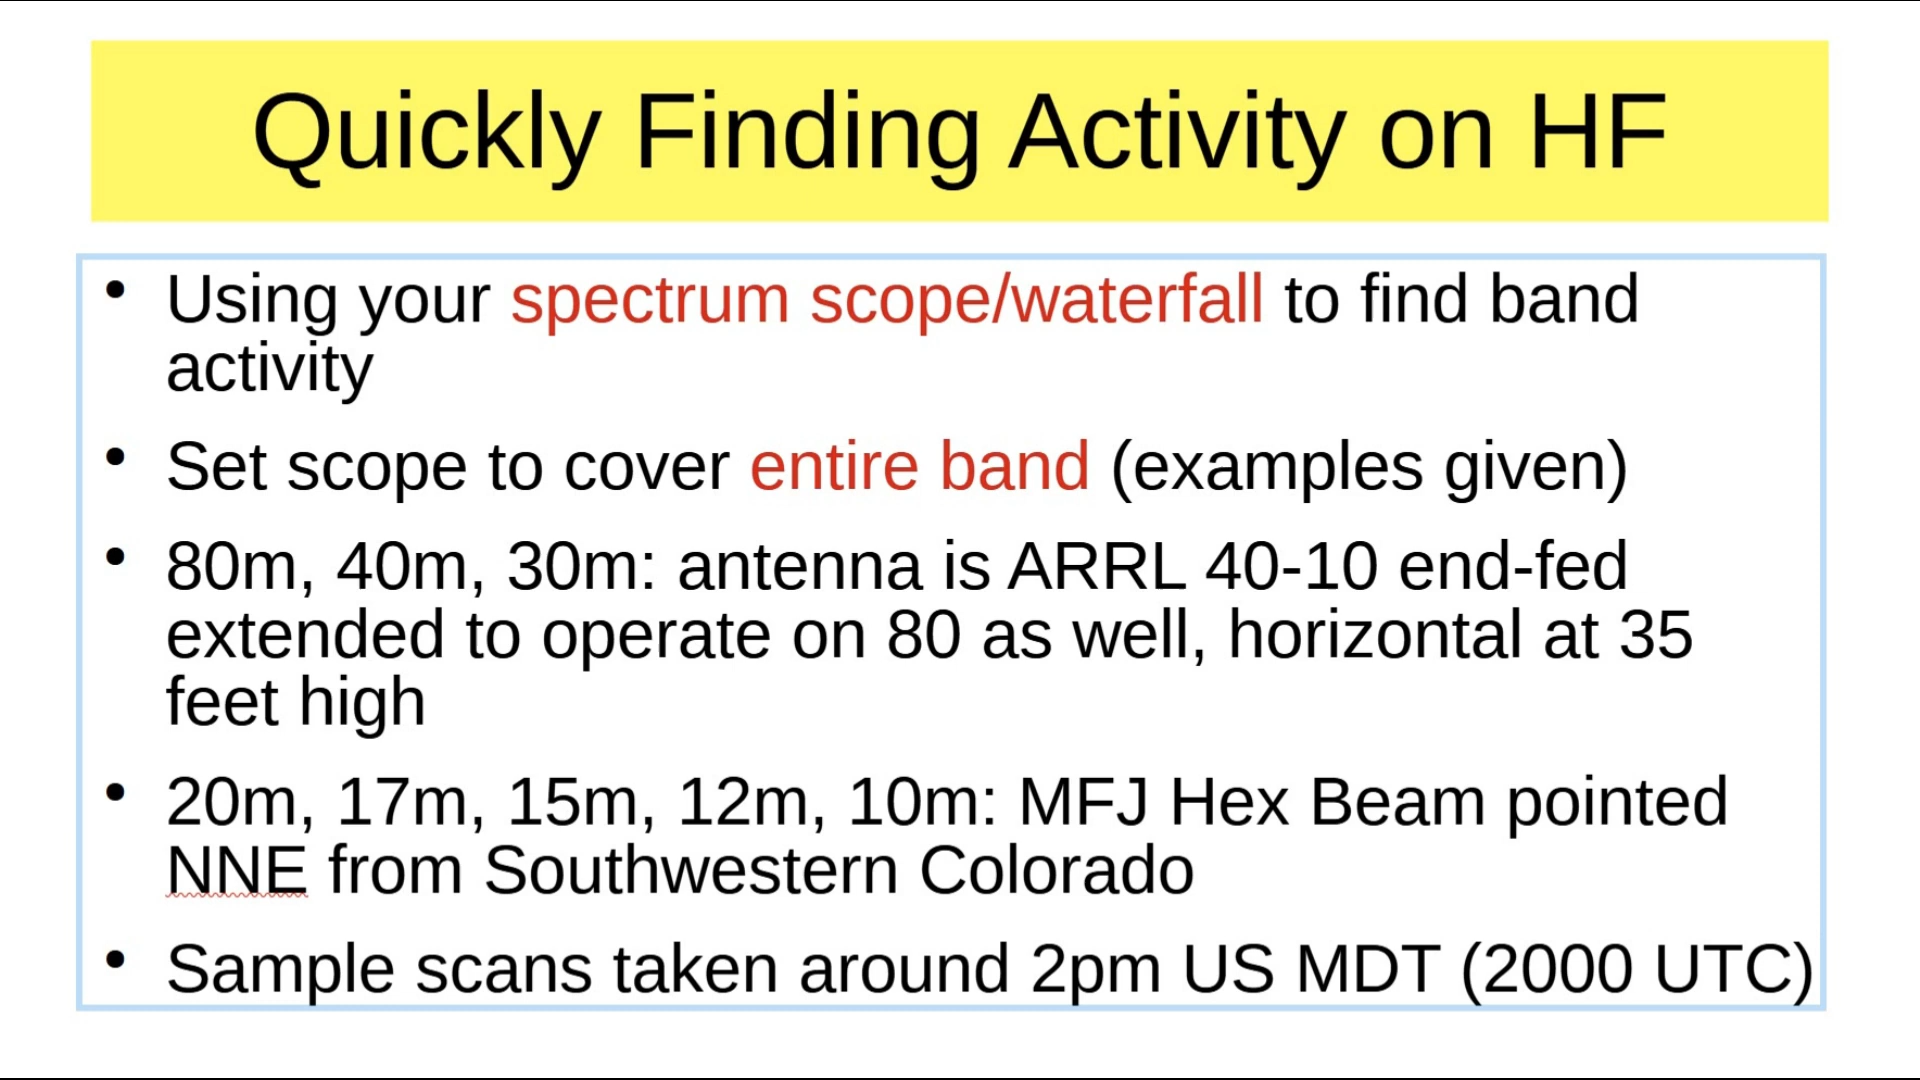 Quickly Finding Activity on HF
• Using your spectrum scope/waterfall to find band
activity
• Set scope to cover entire band (examples given)
• 80m, 40m, 30m: antenna is ARRL 40-10 end-fed
extended to operate on 80 as well, horizontal at 35
feet high
• 20m, 17m, 15m, 12m, 10m: MFJ Hex Beam pointed
NNE from Southwestern Colorado
• Sample scans taken around 2pm US MDT (2000 UTC)